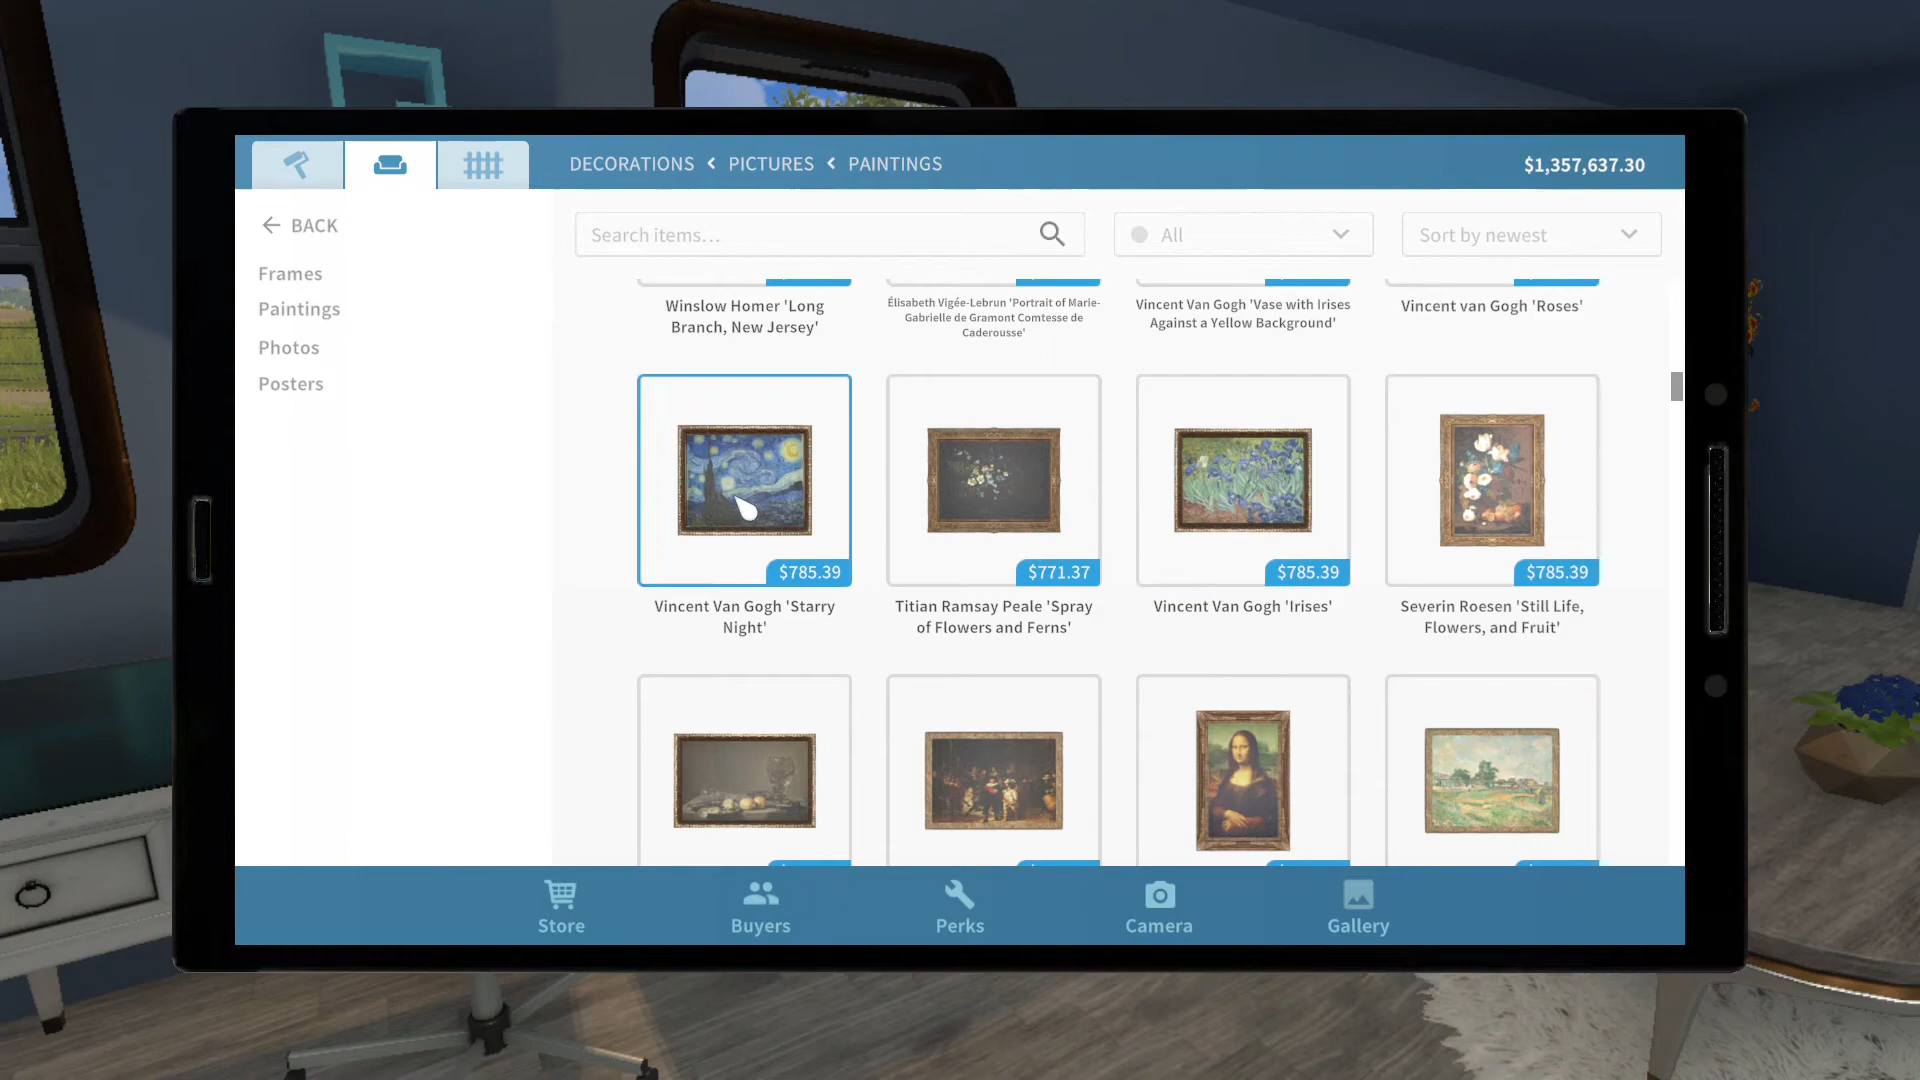 DECORATIONS < PICTURES < PAINTINGS
$1,357,637.30
BACK
Search items...
All
Sort by newest
Frames
Paintings
Photos
Posters
Winslow Homer 'Long
Branch, New Jersey'
Élisabeth Vigée-Lebrun 'Portrait of Marie-
Gabrielle de Gramont Comtesse de
Caderousse'
Vincent Van Gogh 'Vase with Irises
Against a Yellow Background'
Vincent van Gogh 'Roses'
$785.39
$771.37
$785.39
$785.39
Vincent Van Gogh 'Starry
Night'
Titian Ramsay Peale 'Spray
of Flowers and Ferns'
Vincent Van Gogh 'Irises'
Severin Roesen 'Still Life,
Flowers, and Fruit'
Store
Buyers
Perks
Camera
Gallery